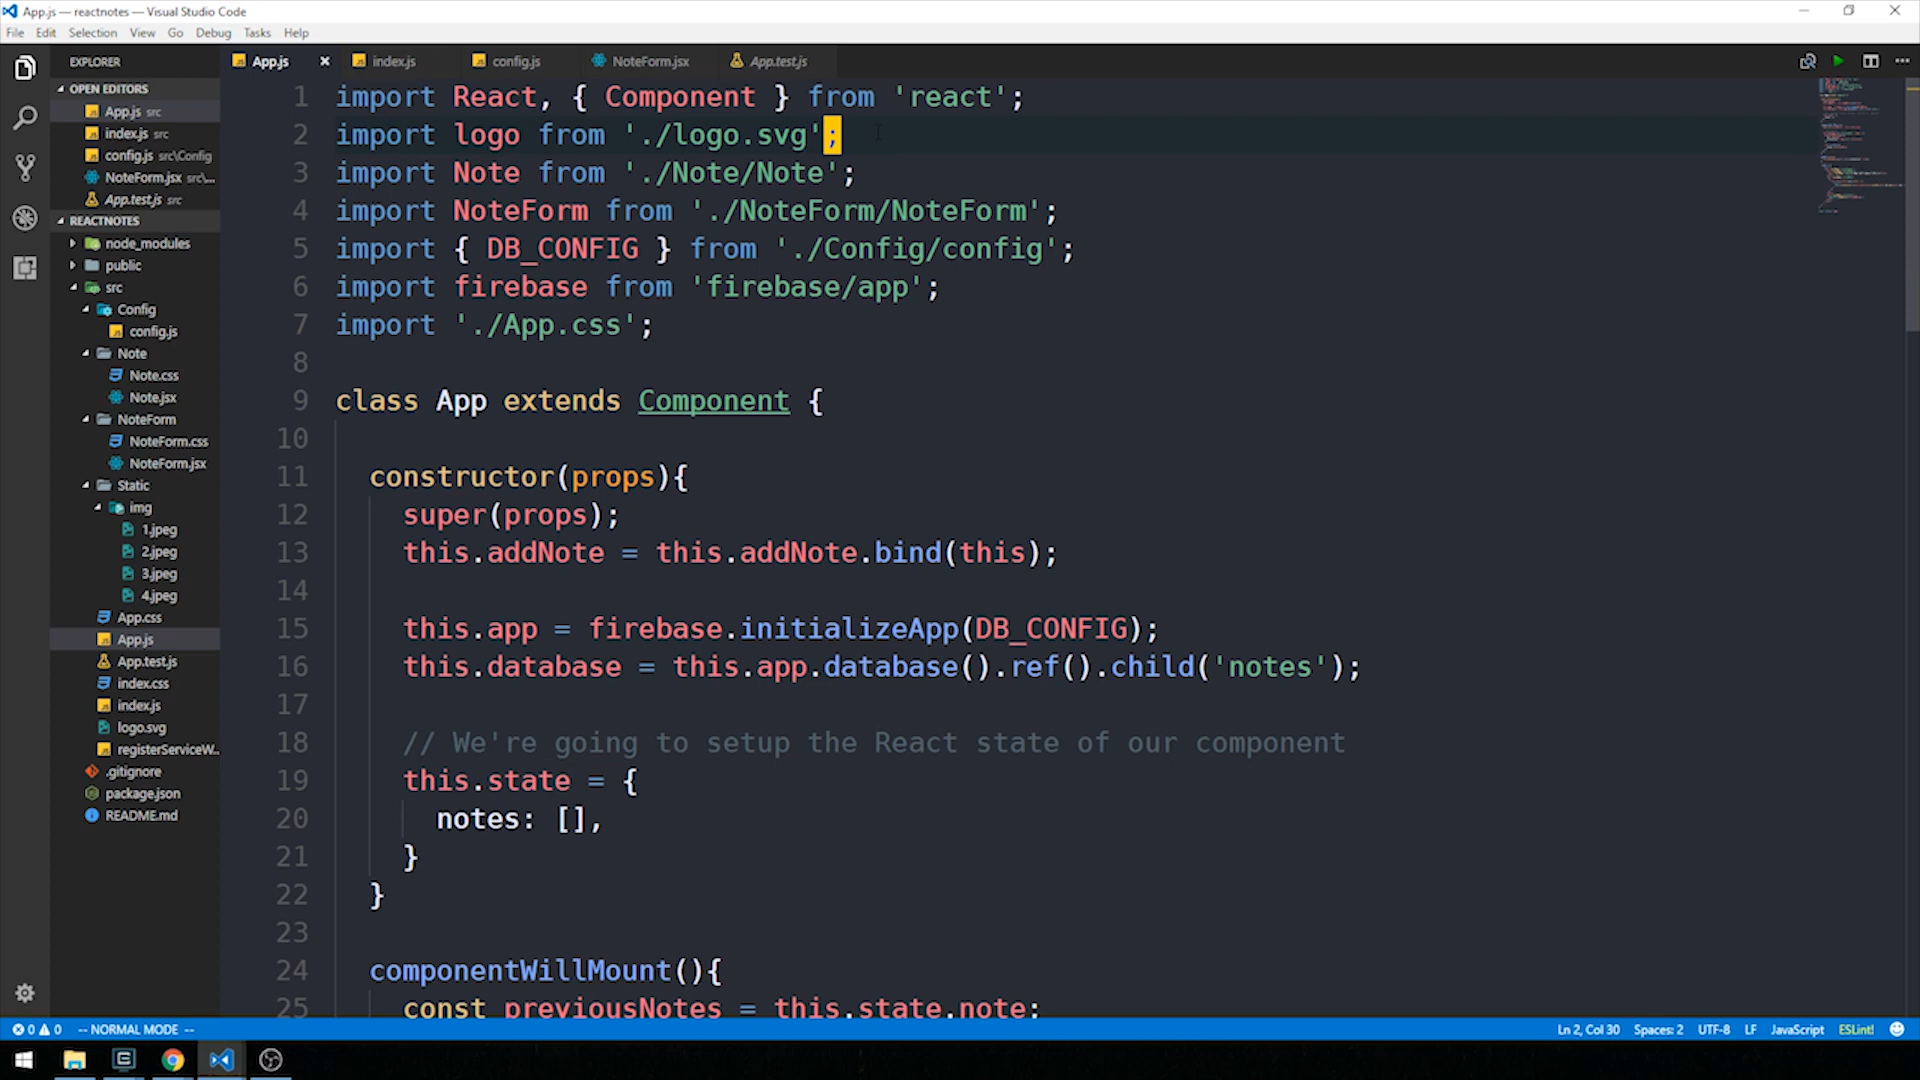 App.js — reactnotes — Visual Studio Code
File Edit Selection View Go Debug Tasks Help
EXPLORER
OPEN EDITORS
App.js src
index.js src
config.js src\Config
NoteForm.jsx src\...
App.test.js src
REACTNOTES
node_modules
public
src
Config
config.js
Note
Note.css
Note.jsx
NoteForm
NoteForm.css
NoteForm.jsx
Static
img
1.jpeg
2.jpeg
3.jpeg
4.jpeg
App.css
App.js
App.test.js
index.css
index.js
logo.svg
registerServiceW...
.gitignore
package.json
README.md
App.js index.js config.js NoteForm.jsx App.test.js
1 import React, { Component } from 'react';
2 import logo from './logo.svg';
3 import Note from './Note/Note';
4 import NoteForm from './NoteForm/NoteForm';
5 import { DB_CONFIG } from './Config/config';
6 import firebase from 'firebase/app';
7 import './App.css';
8
9 class App extends Component {
10
11 constructor(props){
12 super(props);
13 this.addNote = this.addNote.bind(this);
14
15 this.app = firebase.initializeApp(DB_CONFIG);
16 this.database = this.app.database().ref().child('notes');
17
18 // We're going to setup the React state of our component
19 this.state = {
20 notes: [],
21 }
22 }
23
24 componentWillMount(){
25 const previousNotes = this.state.note;
0 0 -- NORMAL MODE -- Ln 2, Col 30 Spaces: 2 UTF-8 LF JavaScript ESLint!